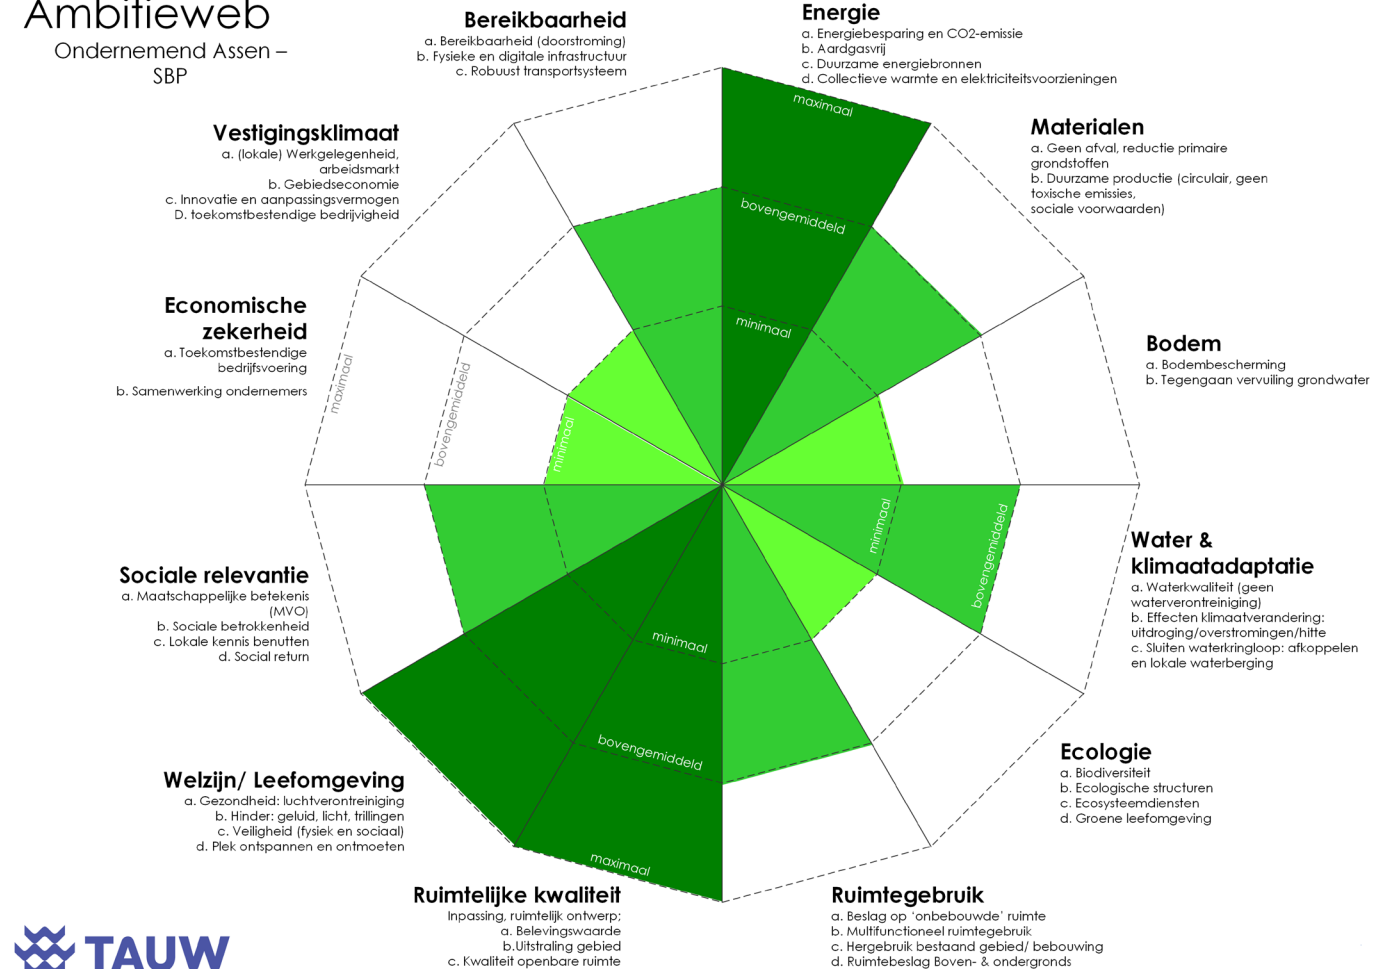 Ambitieweb
Ondernemend Assen –
SBP
Bereikbaarheid
a. Bereikbaarheid (doorstroming)
b. Fysieke en digitale infrastructuur
c. Robuust transportsysteem
Energie
a. Energiebesparing en CO2-emissie
b. Aardgasvrij
c. Duurzame energiebronnen
d. Collectieve warmte en elektriciteitsvoorzieningen
Materialen
a. Geen afval, reductie primaire
grondstoffen
b. Duurzame productie (circulair, geen
toxische emissies,
sociale voorwaarden)
Bodem
a. Bodembescherming
b. Tegengaan vervuiling grondwater
Water &
klimaatadaptatie
a. Waterkwaliteit (geen
waterverontreiniging)
b. Effecten klimaatverandering:
uitdroging/overstromingen/hitte
c. Sluiten waterkringloop: afkoppelen
en lokale waterberging
Ecologie
a. Biodiversiteit
b. Ecologische structuren
c. Ecosysteemdiensten
d. Groene leefomgeving
Ruimtegebruik
a. Beslag op ‘onbebouwde’ ruimte
b. Multifunctioneel ruimtegebruik
c. Hergebruik bestaand gebied/ bebouwing
d. Ruimtebeslag Boven- & ondergronds
Ruimtelijke kwaliteit
Inpassing, ruimtelijk ontwerp;
a. Belevingswaarde
b.Uitstraling gebied
c. Kwaliteit openbare ruimte
Welzijn/ Leefomgeving
a. Gezondheid: luchtverontreiniging
b. Hinder: geluid, licht, trillingen
c. Veiligheid (fysiek en sociaal)
d. Plek ontspannen en ontmoeten
Sociale relevantie
a. Maatschappelijke betekenis
(MVO)
b. Sociale betrokkenheid
c. Lokale kennis benutten
d. Social return
Economische
zekerheid
a. Toekomstbestendige
bedrijfsvoering
b. Samenwerking ondernemers
Vestigingsklimaat
a. (lokale) Werkgelegenheid,
arbeidsmarkt
b. Gebiedseconomie
c. Innovatie en aanpassingsvermogen
D. toekomstbestendige bedrijvigheid
maximaal
bovengemiddeld
minimaal
maximaal
bovengemiddeld
minimaal
minimaal
bovengemiddeld
minimaal
bovengemiddeld
maximaal
TAUW